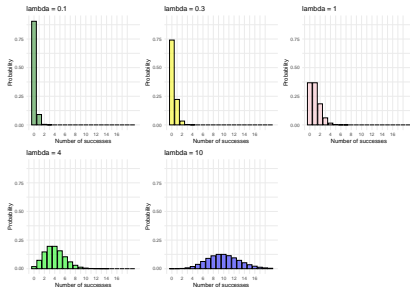 lambda = 0.1
0.75
0.50
0.25
0.00
Probability
0 2 4 6 8 10 12 14 16
Number of successes
lambda = 0.3
0.75
0.50
0.25
0.00
Probability
0 2 4 6 8 10 12 14 16
Number of successes
lambda = 1
0.75
0.50
0.25
0.00
Probability
0 2 4 6 8 10 12 14 16
Number of successes
lambda = 4
0.75
0.50
0.25
0.00
Probability
0 2 4 6 8 10 12 14 16
Number of successes
lambda = 10
0.75
0.50
0.25
0.00
Probability
0 2 4 6 8 10 12 14 16
Number of successes